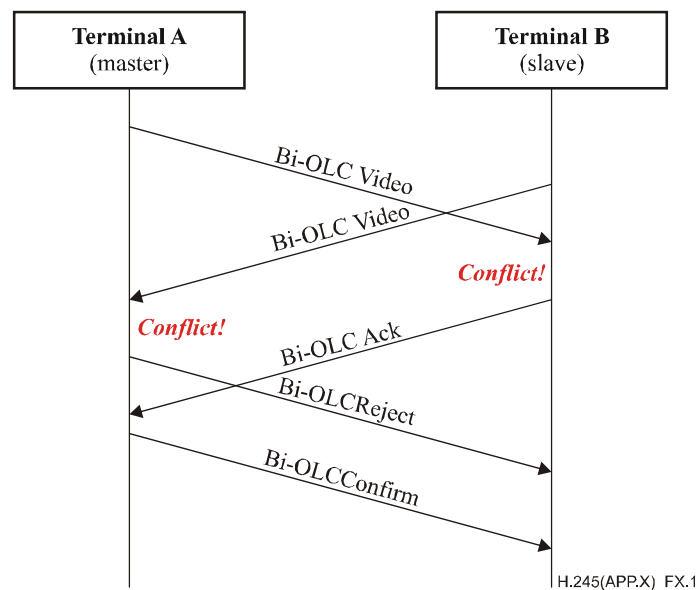 Terminal A
(master)
Terminal B
(slave)
Bi-OLC Video
Bi-OLC Video
Conflict!
Conflict!
Bi-OLC Ack
Bi-OLCReject
Bi-OLCConfirm
H.245(APP.X) FX.1